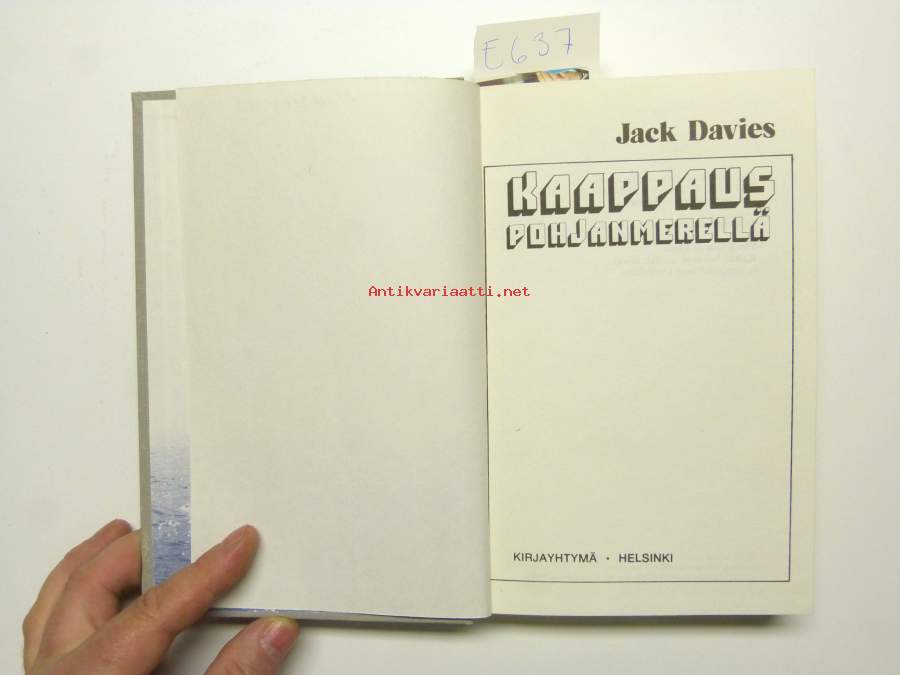 E637
Jack Davies
KAAPPAUS
POHJANMERELLÄ
Antikvariaatti.net
KIRJAYHTYMÄ · HELSINKI